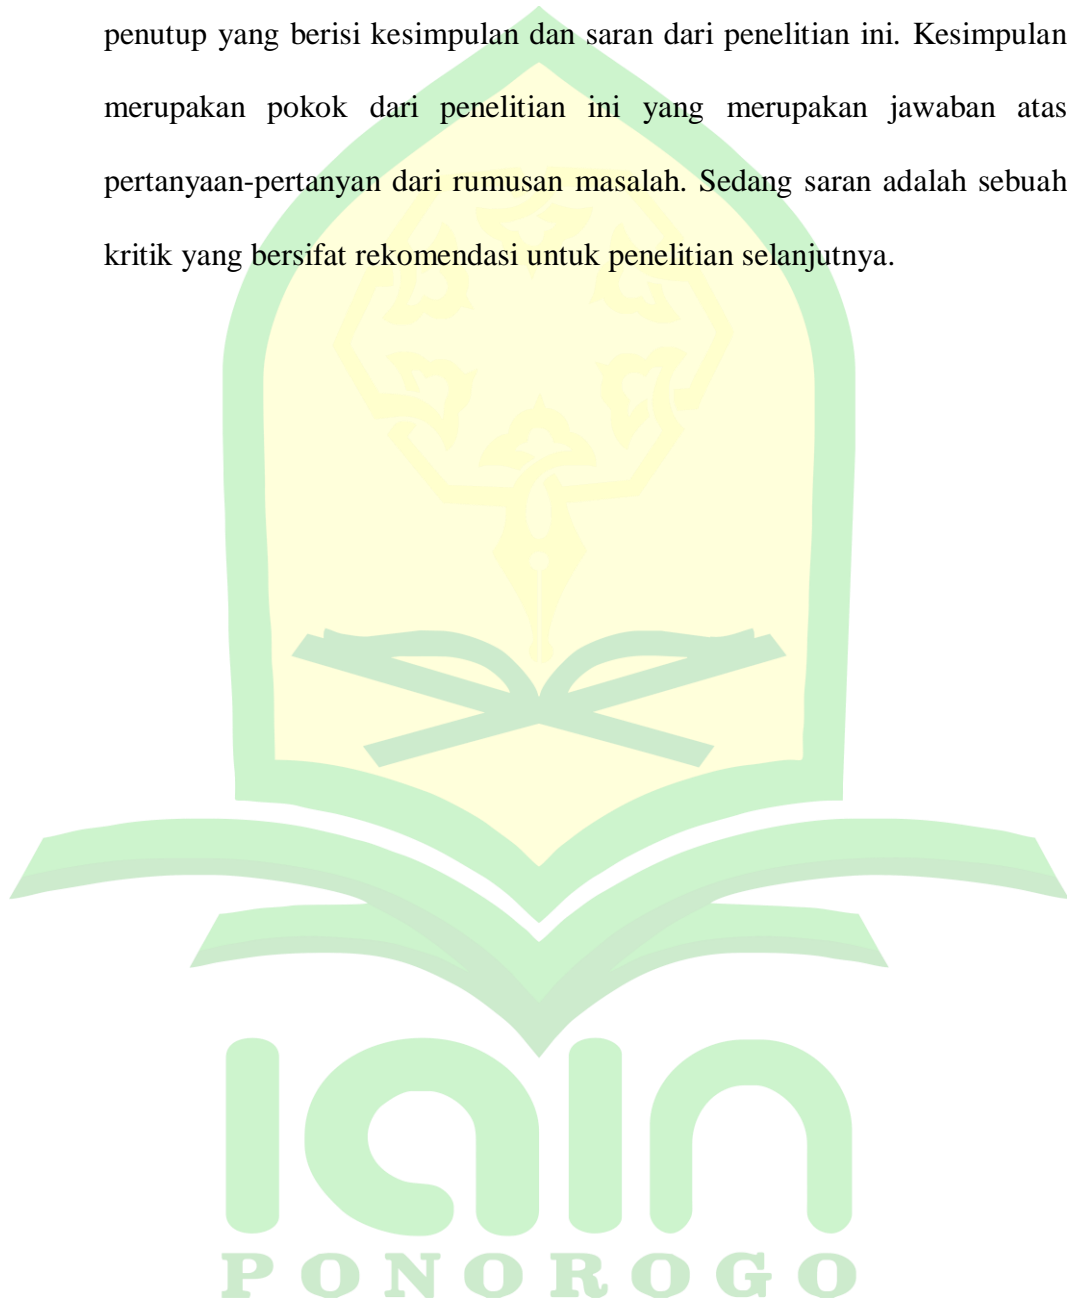 penutup yang berisi kesimpulan dan saran dari penelitian ini. Kesimpulan
merupakan pokok dari penelitian ini yang merupakan jawaban atas
pertanyaan-pertanyan dari rumusan masalah. Sedang saran adalah sebuah
kritik yang bersifat rekomendasi untuk penelitian selanjutnya.
iain
PONOROGO